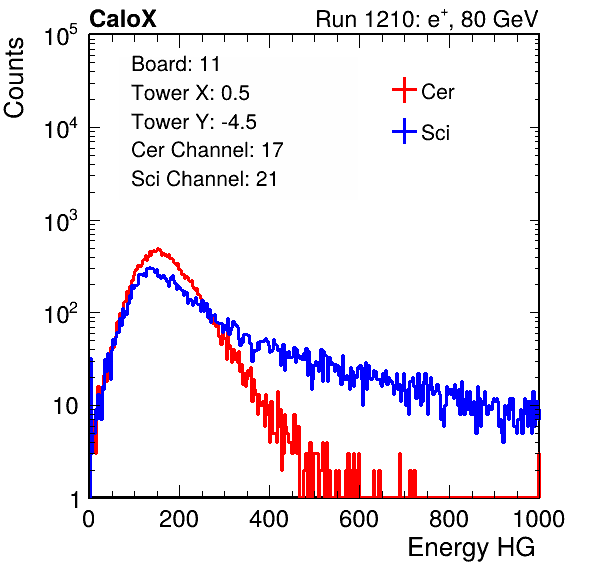 CaloX Run 1210: e⁺, 80 GeV
Counts
10⁵
10⁴
10³
10²
10
1
Board: 11
Tower X: 0.5
Tower Y: -4.5
Cer Channel: 17
Sci Channel: 21
Cer
Sci
0 200 400 600 800 1000
Energy HG